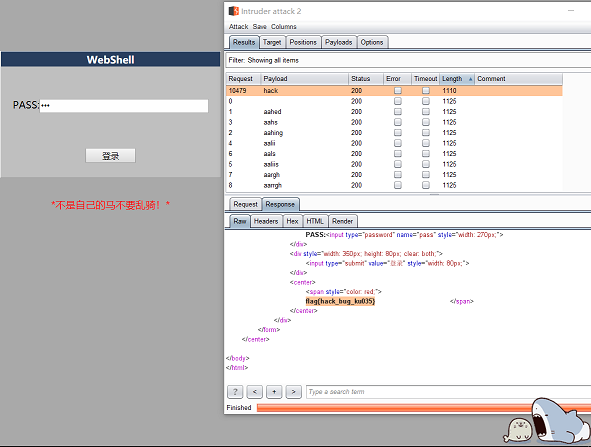 WebShell
PASS:•••
登录
*不是自己的马不要乱骑！*
Intruder attack 2
Attack Save Columns
Results Target Positions Payloads Options
Filter: Showing all items
Request Payload Status Error Timeout Length Comment
10479 hack 200 1110
0 200 1125
1 aahed 200 1125
3 aahs 200 1125
2 aahing 200 1125
4 aalii 200 1125
6 aals 200 1125
5 aaliis 200 1125
7 aargh 200 1125
8 aarrgh 200 1125
Request Response
Raw Headers Hex HTML Render
PASS:<input type="password" name="pass" style="width: 270px;">
</div>
<div style="width: 350px; height: 80px; clear: both;">
<input type="submit" value="登录" style="width: 80px;">
</div>
<center>
<span style="color: red;">
flag{hack_bug_ku035} </span>
</center>
</div>
</form>
</center>
</body>
</html>
? < + > Type a search term
Finished